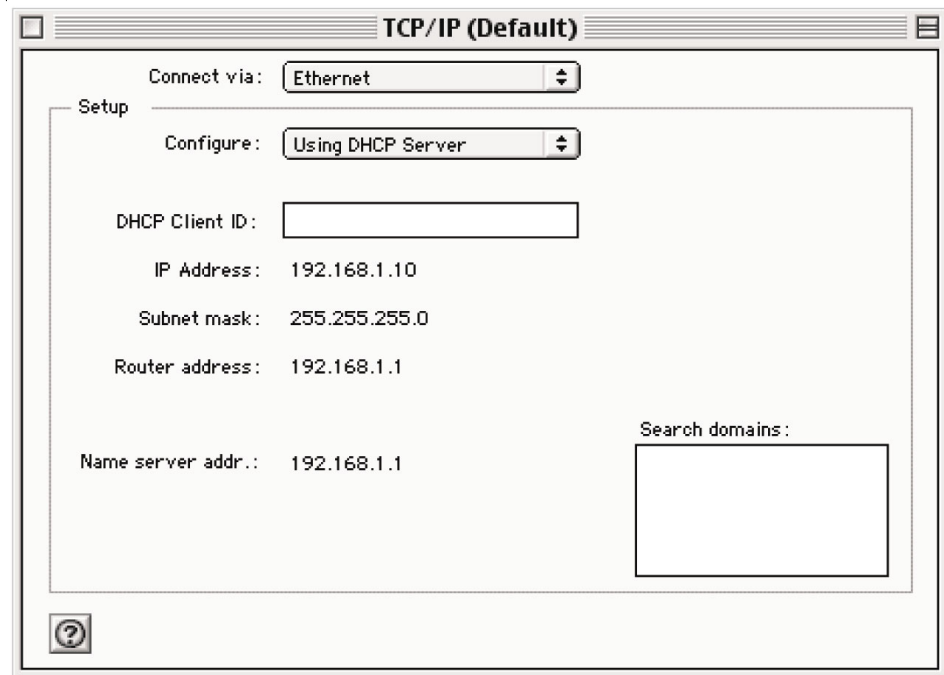 TCP/IP (Default)
Connect via: Ethernet
Setup
Configure: Using DHCP Server
DHCP Client ID:
IP Address: 192.168.1.10
Subnet mask: 255.255.255.0
Router address: 192.168.1.1
Search domains:
Name server addr.: 192.168.1.1
?